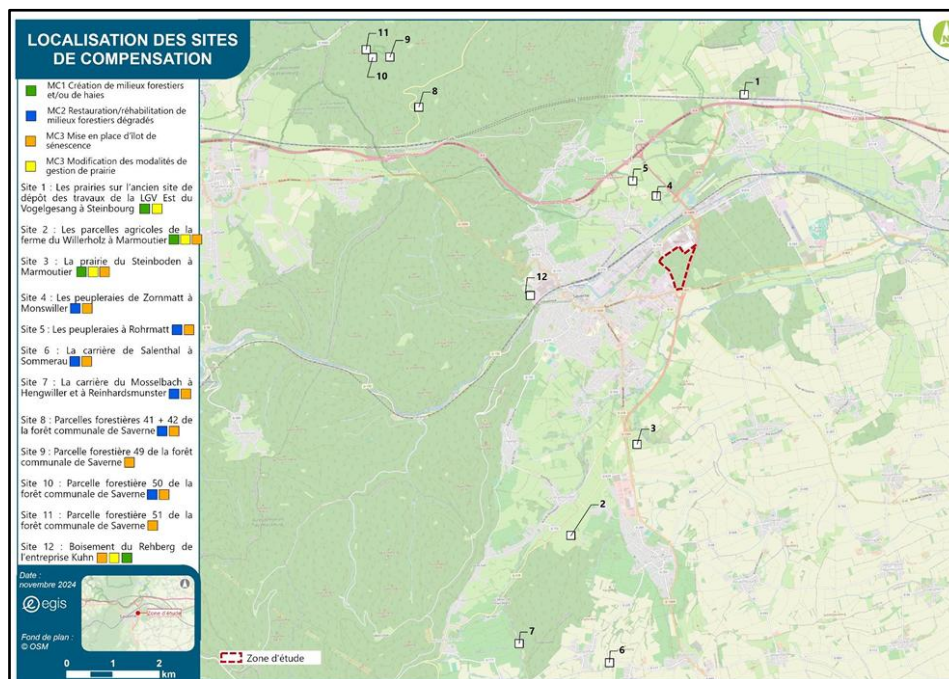 LOCALISATION DES SITES
DE COMPENSATION
MC1 Création de milieux forestiers
et/ou de haies
MC2 Restauration/réhabilitation de
milieux forestiers dégradés
MC3 Mise en place d'îlot de
sénescence
MC3 Modification des modalités de
gestion de prairie
Site 1 : Les prairies sur l'ancien site de
dépôt des travaux de la LGV Est du
Vogelgesang à Steinbourg
Site 2 : Les parcelles agricoles de la
ferme du Willerholz à Marmoutier
Site 3 : La prairie du Steinboden à
Marmoutier
Site 4 : Les peupleraies de Zornmatt à
Monswiller
Site 5 : Les peupleraies à Rohrmatt
Site 6 : La carrière de Salenthal à
Sommerau
Site 7 : La carrière du Mosselbach à
Hengwiller et à Reinhardsmunster
Site 8 : Parcelles forestières 41 + 42 de
la forêt communale de Saverne
Site 9 : Parcelle forestière 49 de la forêt
communale de Saverne
Site 10 : Parcelle forestière 50 de la
forêt communale de Saverne
Site 11 : Parcelle forestière 51 de la
forêt communale de Saverne
Site 12 : Boisement du Rehberg de
l'entreprise Kuhn
Date :
novembre 2024
egis
Fond de plan :
© OSM
Zone d'étude
0 1 2
km
11
9
10
8
1
5
4
12
3
2
7
6
Zone d'étude
N